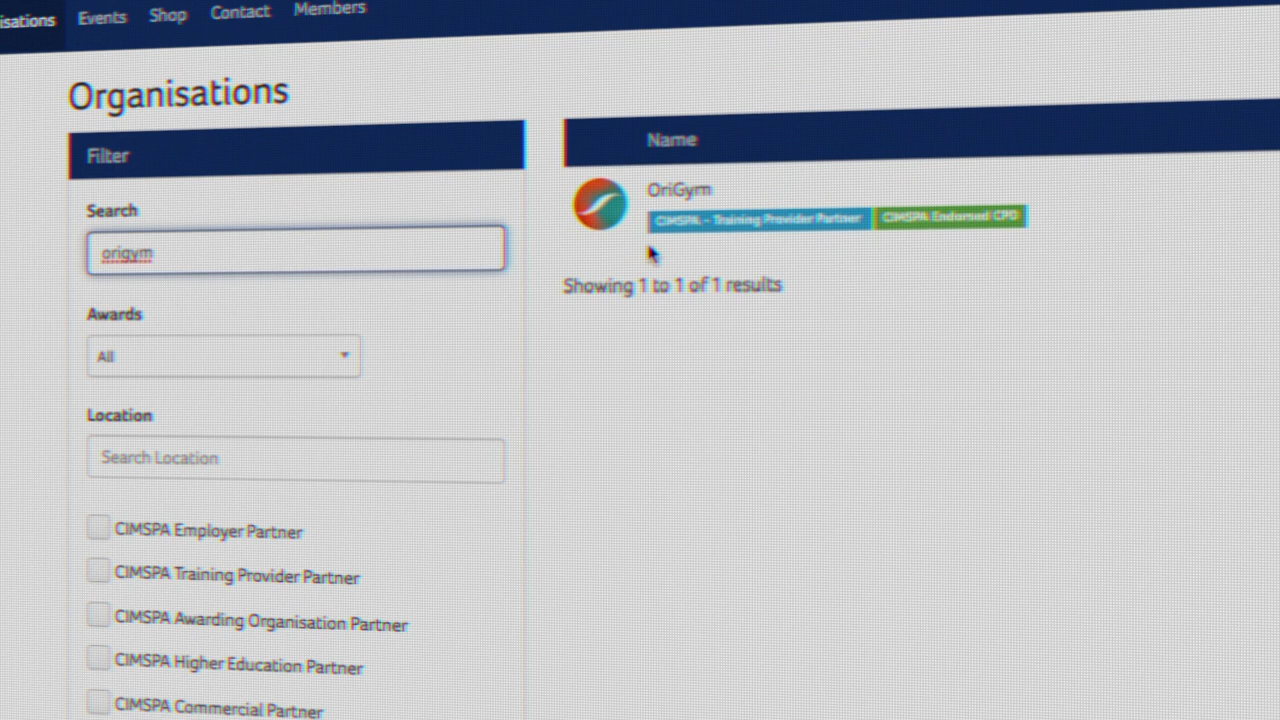 isations Events Shop Contact Members
Organisations
Filter
Search
origym
Awards
All
Location
Search Location
CIMSPA Employer Partner
CIMSPA Training Provider Partner
CIMSPA Awarding Organisation Partner
CIMSPA Higher Education Partner
CIMSPA Commercial Partner
Name
OriGym
CIMSPA - Training Provider Partner CIMSPA Endorsed CPD
Showing 1 to 1 of 1 results